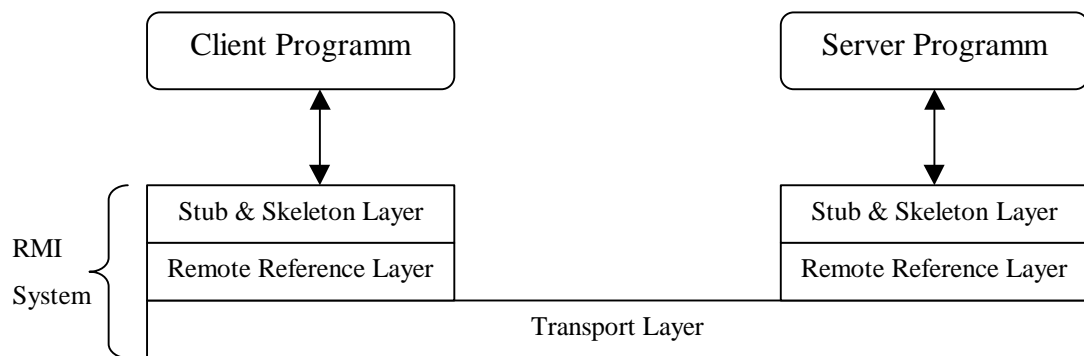 Client Programm
Server Programm
Stub & Skeleton Layer
Stub & Skeleton Layer
RMI
System
Remote Reference Layer
Remote Reference Layer
Transport Layer